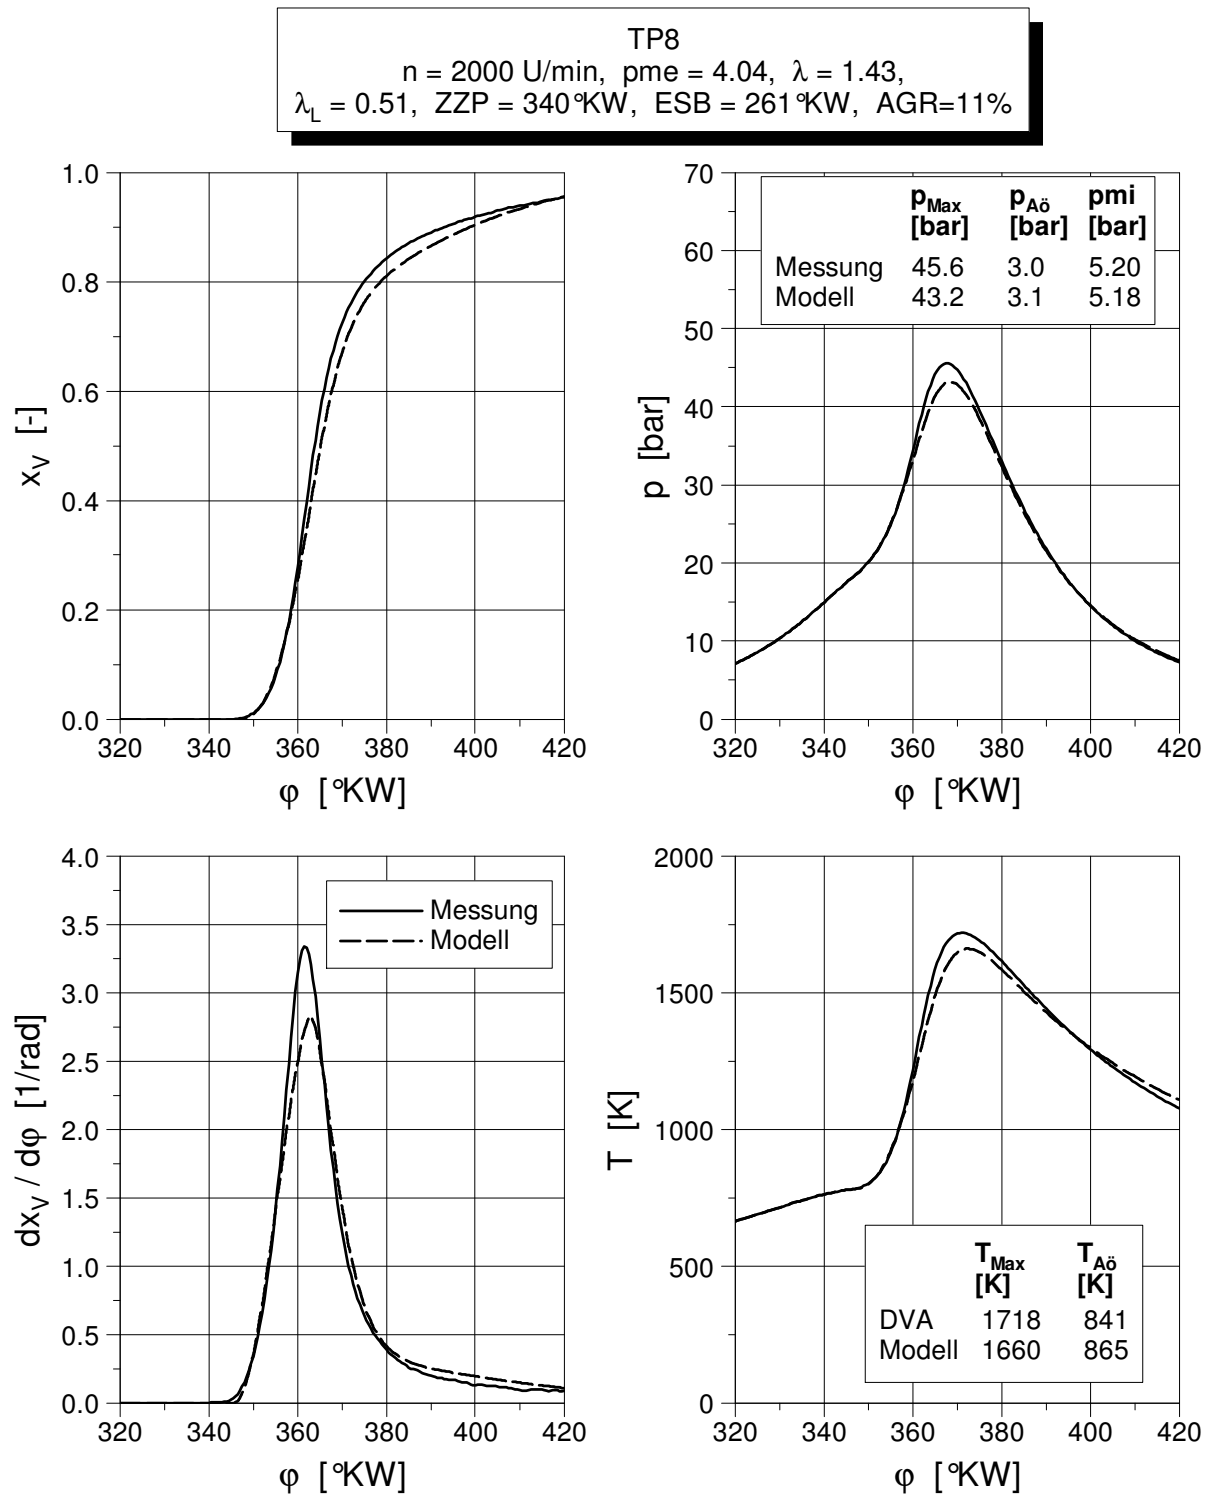 TP8
n = 2000 U/min, pme = 4.04, λ = 1.43,
λL = 0.51, ZZP = 340°KW, ESB = 261°KW, AGR=11%
1.0
0.8
0.6
0.4
0.2
0.0
xV [-]
320 340 360 380 400 420
φ [°KW]
70
60
50
40
30
20
10
0
p [bar]
pMax pAö pmi
[bar] [bar] [bar]
Messung 45.6 3.0 5.20
Modell 43.2 3.1 5.18
320 340 360 380 400 420
φ [°KW]
4.0
3.5
3.0
2.5
2.0
1.5
1.0
0.5
0.0
dxV / dφ [1/rad]
Messung
Modell
320 340 360 380 400 420
φ [°KW]
2000
1500
1000
500
0
T [K]
TMax TAö
[K] [K]
DVA 1718 841
Modell 1660 865
320 340 360 380 400 420
φ [°KW]